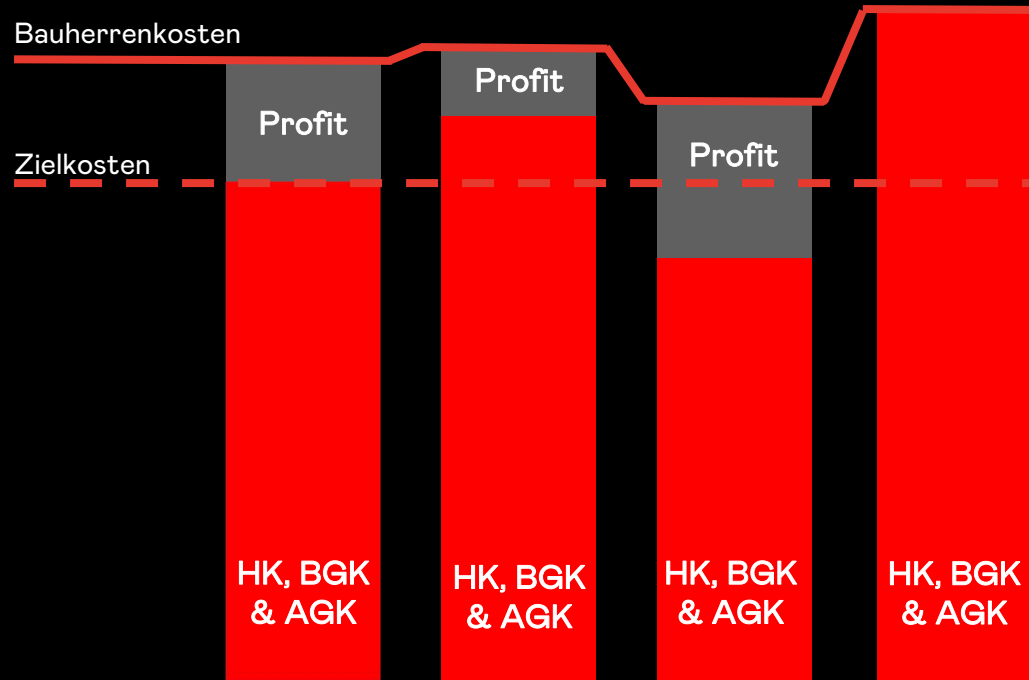 Bauherrenkosten
Profit
Profit
Profit
Zielkosten
HK, BGK
& AGK
HK, BGK
& AGK
HK, BGK
& AGK
HK, BGK
& AGK